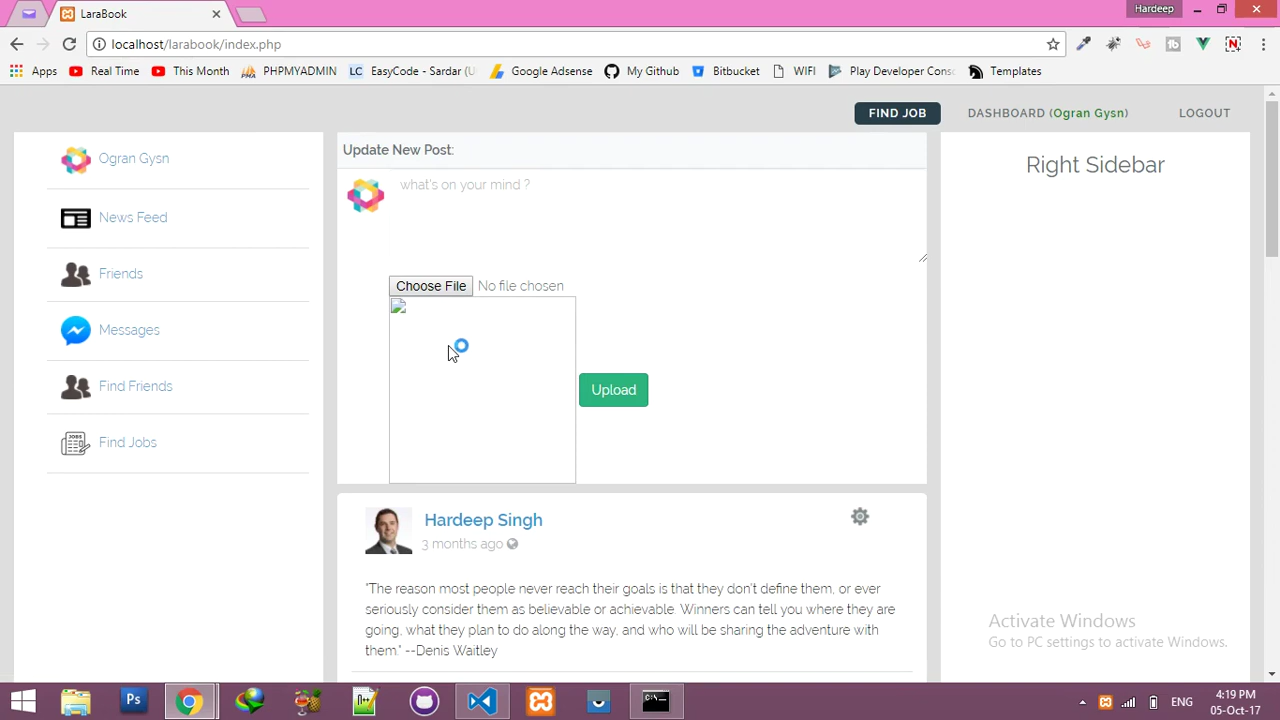 LaraBook
Hardeep
localhost/larabook/index.php
Apps
Real Time
This Month
PMA
PHPMYADMIN
LC
EasyCode - Sardar (U
Google Adsense
My Github
Bitbucket
WIFI
Play Developer Conso
Templates
FIND JOB
DASHBOARD (Ogran Gysn)
LOGOUT
Ogran Gysn
News Feed
Friends
Messages
Find Friends
JOBS
Find Jobs
Update New Post:
what's on your mind ?
Choose File
No file chosen
Upload
Hardeep Singh
3 months ago
"The reason most people never reach their goals is that they don't define them, or ever
seriously consider them as believable or achievable. Winners can tell you where they are
going, what they plan to do along the way, and who will be sharing the adventure with
them." --Denis Waitley
Right Sidebar
Activate Windows
Go to PC settings to activate Windows.
Ps
ENG
4:19 PM
05-Oct-17